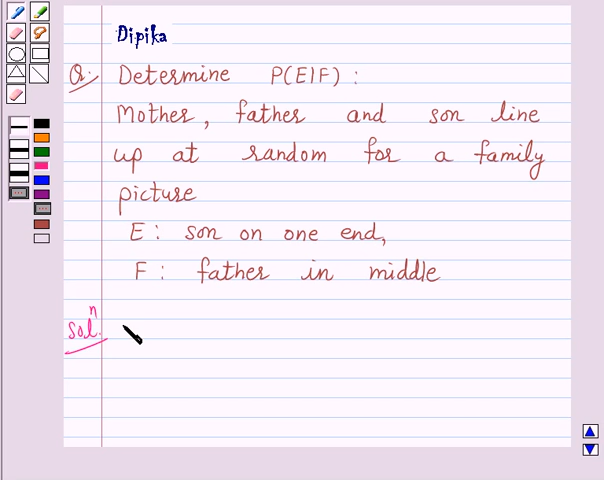 Dipika
Q. Determine P(E|F) :
Mother, father and son line
up at random for a family
picture
E : son on one end,
F : father in middle
Solⁿ.